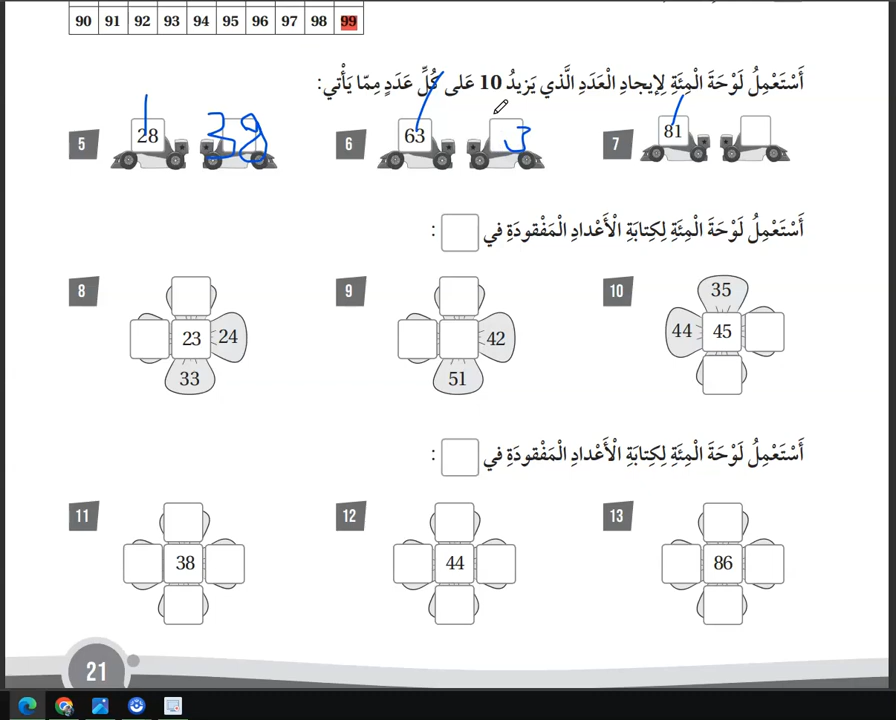 90 91 92 93 94 95 96 97 98 99
أَسْتَعْمِلُ لَوْحَةَ الْمِئَةِ لِإيجادِ الْعَدَدِ الَّذي يَزيدُ 10 عَلى كُلِّ عَدَدٍ مِمّا يَأْتي:
5 28 38 6 63 3 7 81
أَسْتَعْمِلُ لَوْحَةَ الْمِئَةِ لِكِتابَةِ الْأَعْدادِ الْمَفْقودَةِ في :
8 9 10
35
23 24 42 44 45
33 51
أَسْتَعْمِلُ لَوْحَةَ الْمِئَةِ لِكِتابَةِ الْأَعْدادِ الْمَفْقودَةِ في :
11 12 13
38 44 86
21